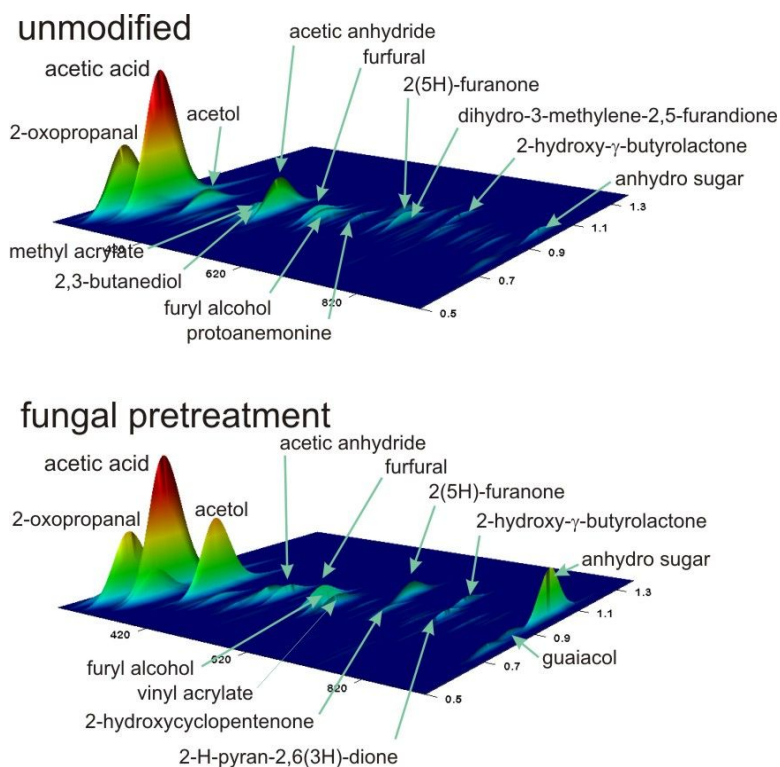 unmodified
acetic anhydride
furfural
acetic acid
2(5H)-furanone
acetol
dihydro-3-methylene-2,5-furandione
2-oxopropanal
2-hydroxy-γ-butyrolactone
anhydro sugar
1.3
1.1
0.9
0.7
0.5
420
620
820
methyl acrylate
2,3-butanediol
furyl alcohol
protoanemonine
fungal pretreatment
acetic anhydride
furfural
acetic acid
2(5H)-furanone
acetol
2-oxopropanal
2-hydroxy-γ-butyrolactone
anhydro sugar
1.3
1.1
0.9
0.7
0.5
420
620
820
guaiacol
furyl alcohol
vinyl acrylate
2-hydroxycyclopentenone
2-H-pyran-2,6(3H)-dione